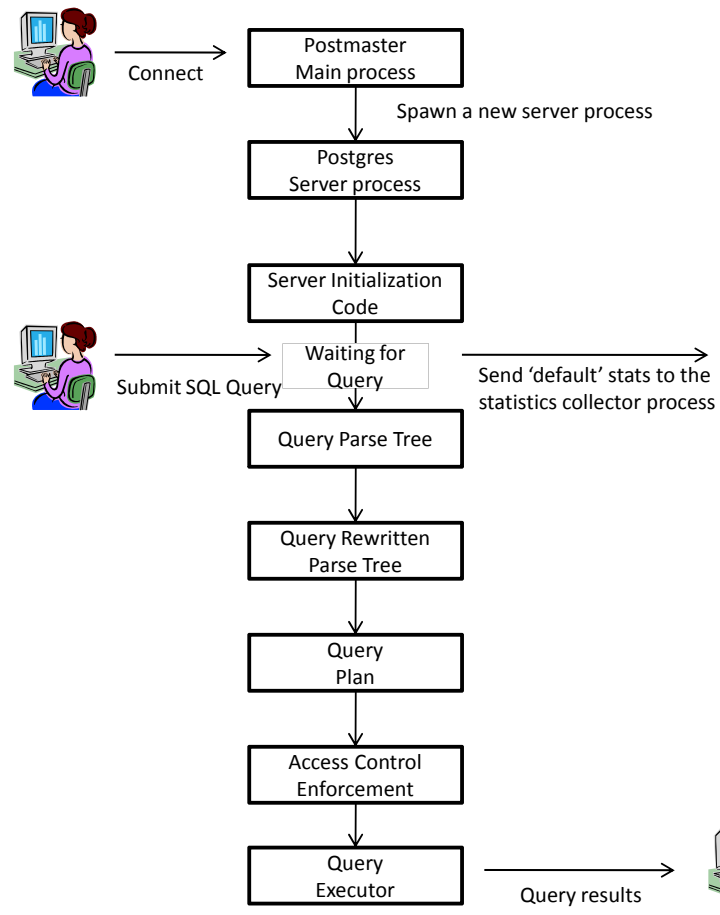 Postmaster
Main process
Connect
Spawn a new server process
Postgres
Server process
Server Initialization
Code
Waiting for
Query
Submit SQL Query
Send ‘default’ stats to the
statistics collector process
Query Parse Tree
Query Rewritten
Parse Tree
Query
Plan
Access Control
Enforcement
Query
Executor
Query results